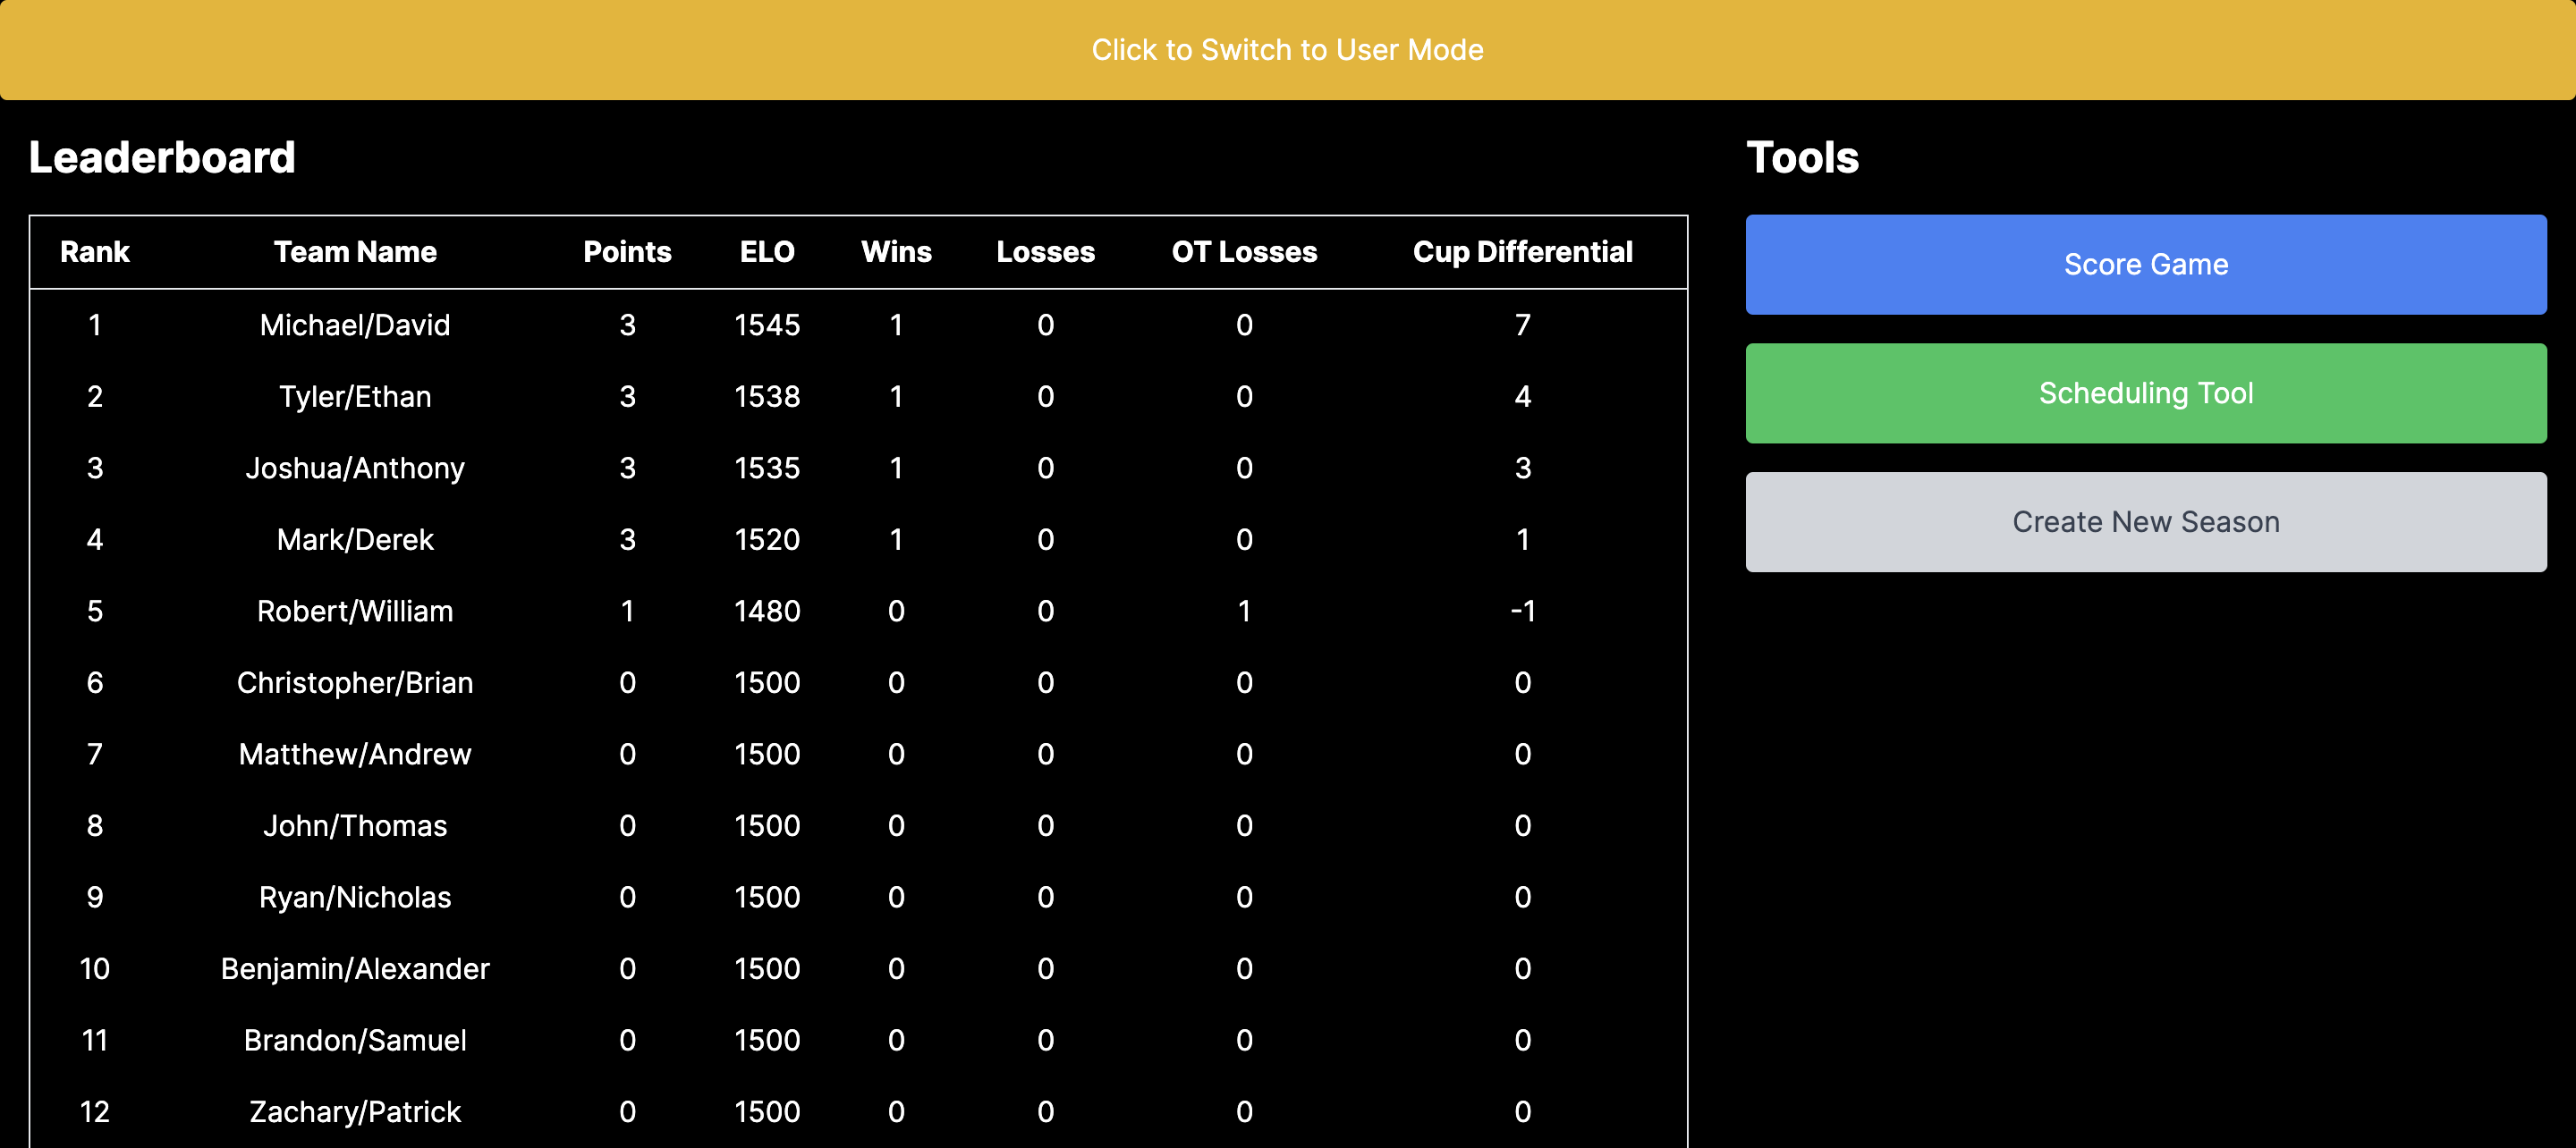 Click to Switch to User Mode
Leaderboard
Rank Team Name Points ELO Wins Losses OT Losses Cup Differential
1 Michael/David 3 1545 1 0 0 7
2 Tyler/Ethan 3 1538 1 0 0 4
3 Joshua/Anthony 3 1535 1 0 0 3
4 Mark/Derek 3 1520 1 0 0 1
5 Robert/William 1 1480 0 0 1 -1
6 Christopher/Brian 0 1500 0 0 0 0
7 Matthew/Andrew 0 1500 0 0 0 0
8 John/Thomas 0 1500 0 0 0 0
9 Ryan/Nicholas 0 1500 0 0 0 0
10 Benjamin/Alexander 0 1500 0 0 0 0
11 Brandon/Samuel 0 1500 0 0 0 0
12 Zachary/Patrick 0 1500 0 0 0 0
Tools
Score Game
Scheduling Tool
Create New Season